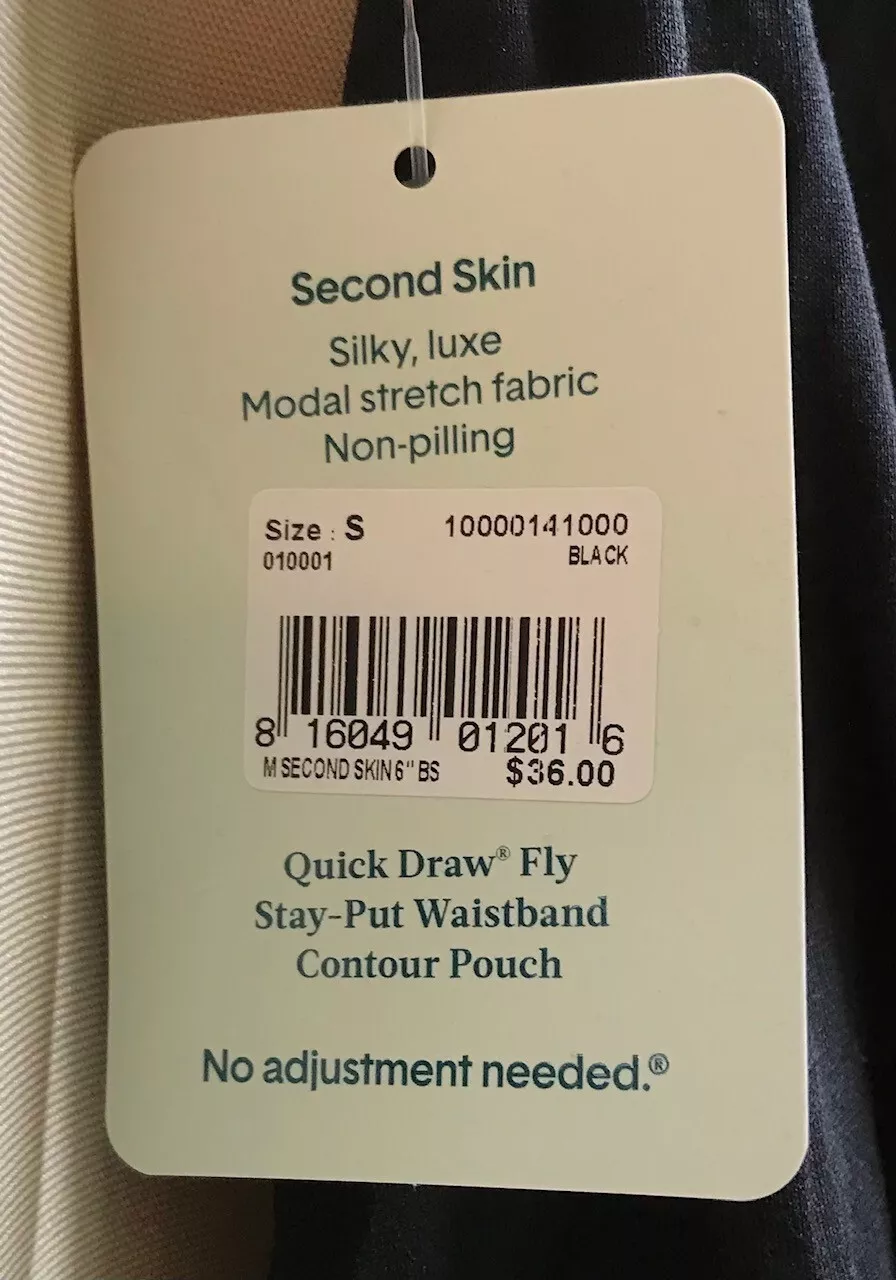 Second Skin
Silky, luxe
Modal stretch fabric
Non-pilling
Size : S 10000141000
010001 BLACK
8 16049 01201 6
M SECOND SKIN 6" BS $36.00
Quick Draw® Fly
Stay-Put Waistband
Contour Pouch
No adjustment needed.®